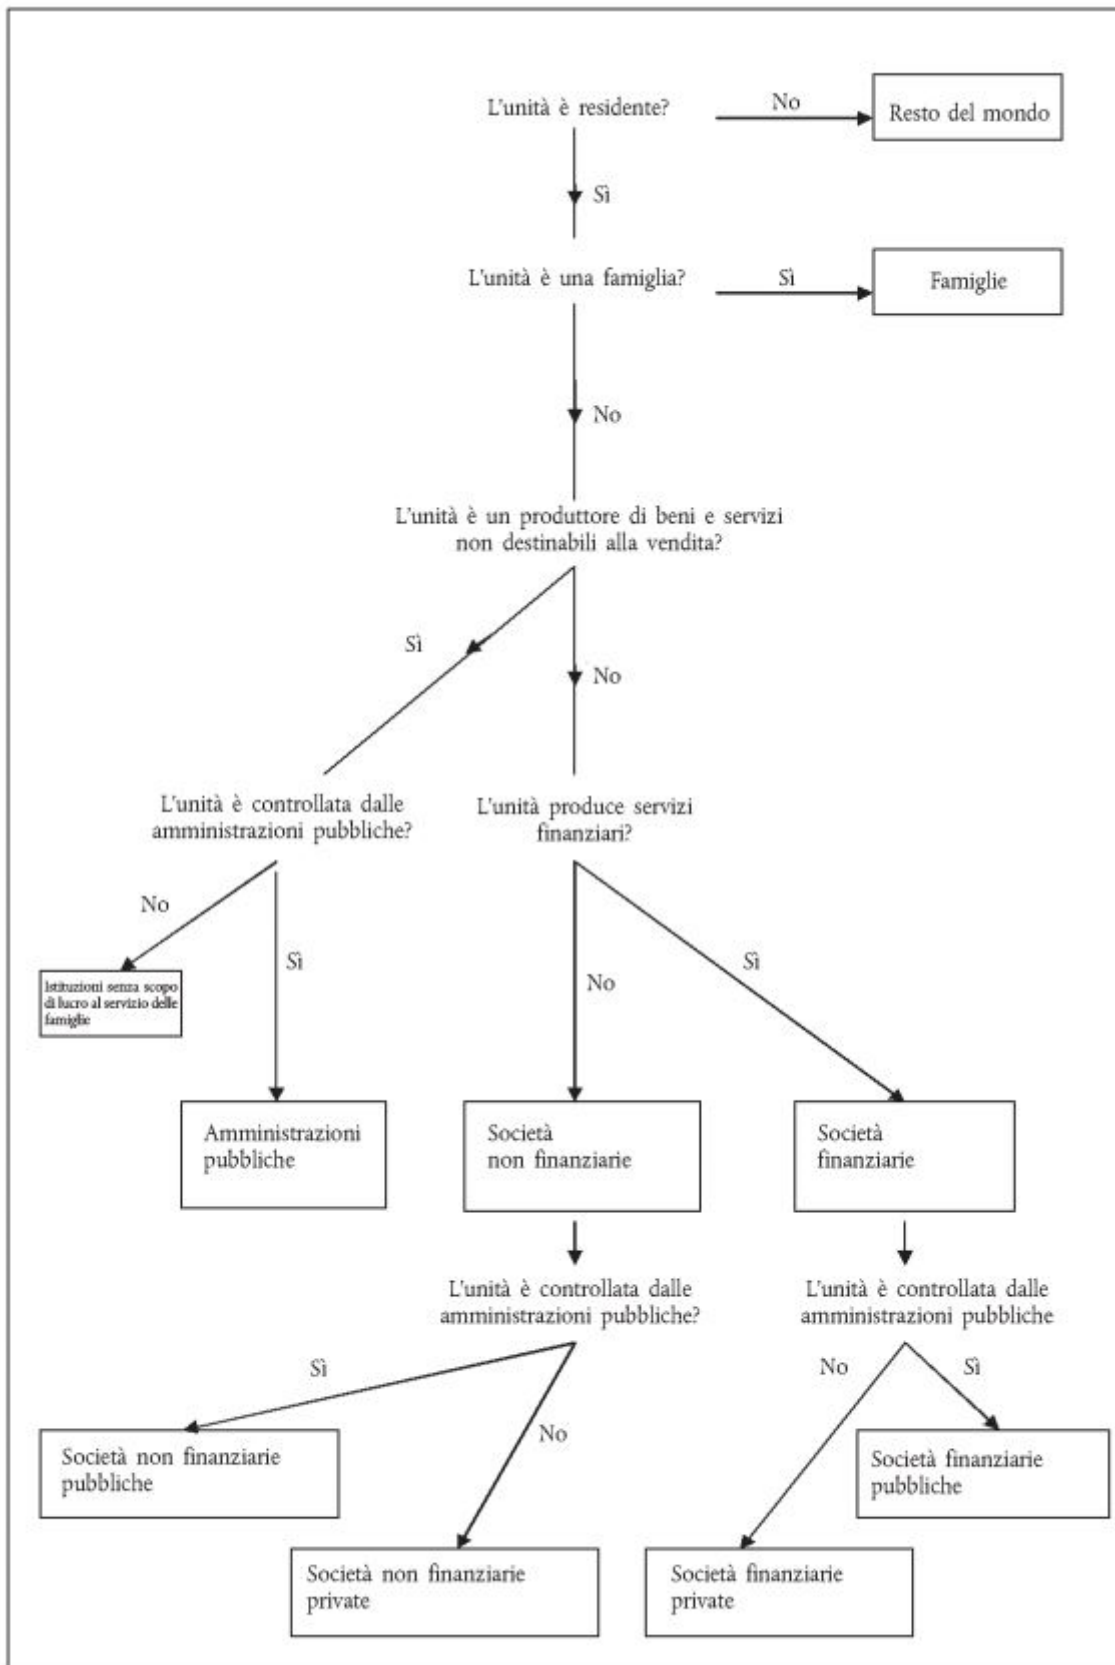 L'unità è residente?
No
Resto del mondo
Sì
L'unità è una famiglia?
Sì
Famiglie
No
L'unità è un produttore di beni e servizi
non destinabili alla vendita?
Sì
No
L'unità è controllata dalle
amministrazioni pubbliche?
L'unità produce servizi
finanziari?
No
Sì
No
Sì
Istituzioni senza scopo
di lucro al servizio delle
famiglie
Amministrazioni
pubbliche
Società
non finanziarie
Società
finanziarie
L'unità è controllata dalle
amministrazioni pubbliche?
L'unità è controllata dalle
amministrazioni pubbliche
Sì
No
No
Sì
Società non finanziarie
pubbliche
Società finanziarie
pubbliche
Società non finanziarie
private
Società finanziarie
private